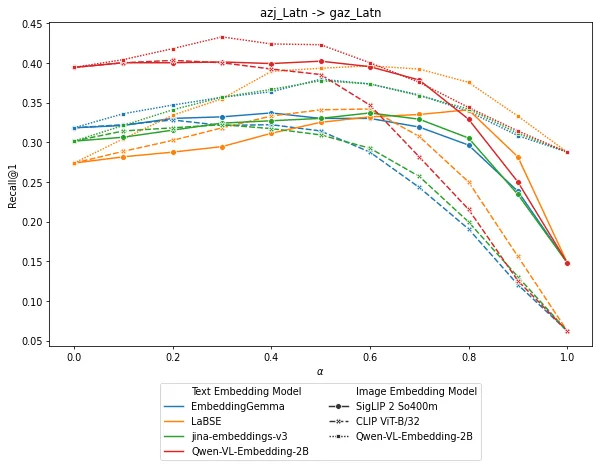 azj_Latn -> gaz_Latn
0.45
0.40
0.35
0.30
0.25
0.20
0.15
0.10
0.05
Recall@1
0.0 0.2 0.4 0.6 0.8 1.0
α
Text Embedding Model
EmbeddingGemma
LaBSE
jina-embeddings-v3
Qwen-VL-Embedding-2B
Image Embedding Model
SigLIP 2 So400m
CLIP ViT-B/32
Qwen-VL-Embedding-2B